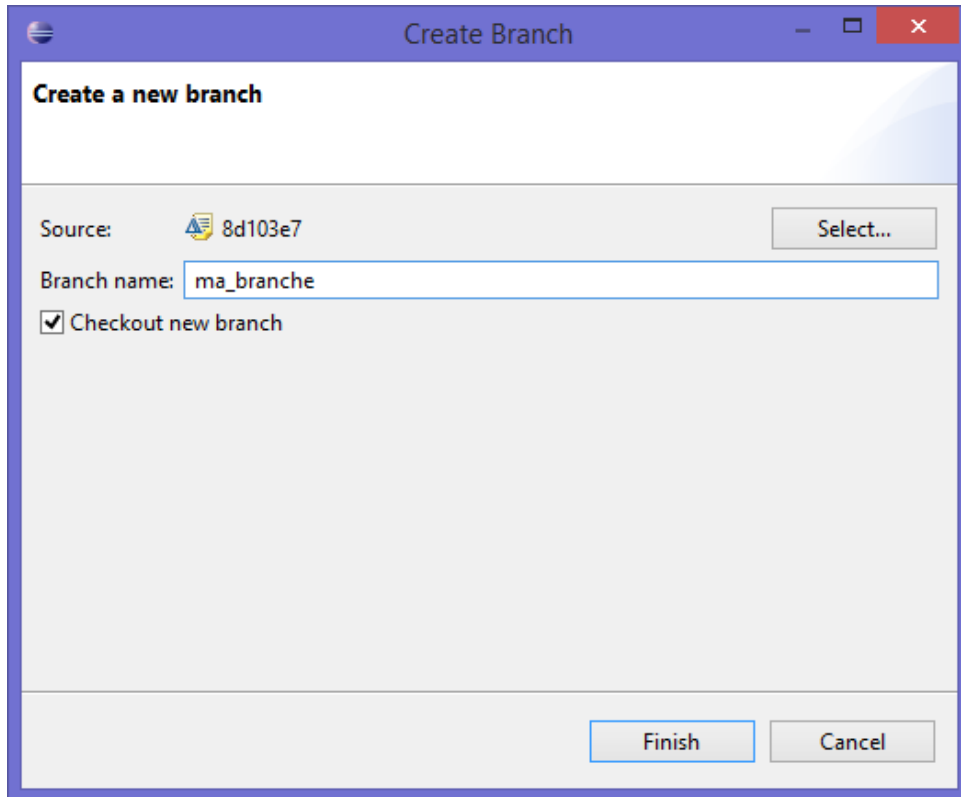 Create Branch
Create a new branch
Source: 8d103e7 Select...
Branch name: ma_branche
Checkout new branch
Finish Cancel